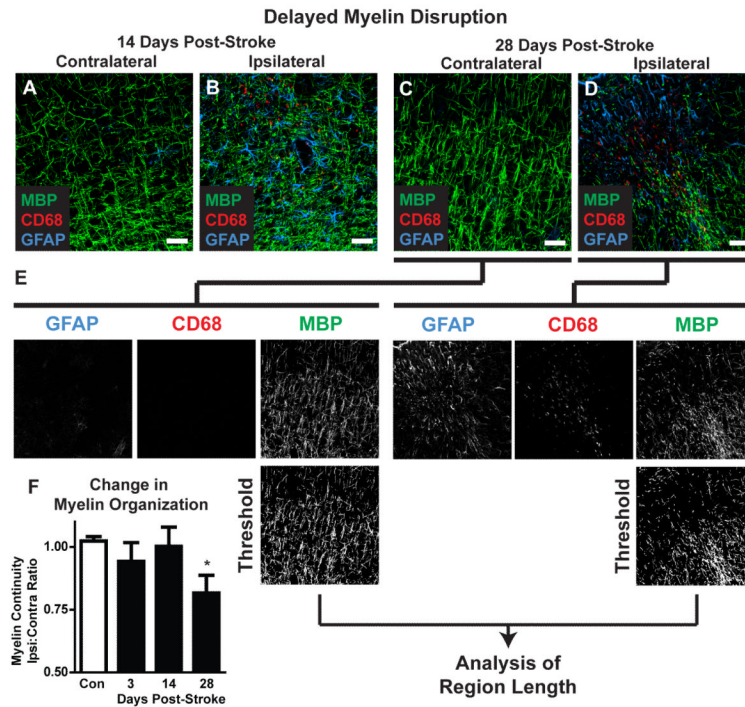 Delayed Myelin Disruption
14 Days Post-Stroke
28 Days Post-Stroke
Contralateral
Ipsilateral
Contralateral
Ipsilateral
A
B
C
D
MBP
CD68
GFAP
MBP
CD68
GFAP
MBP
CD68
GFAP
MBP
CD68
GFAP
E
GFAP
CD68
MBP
GFAP
CD68
MBP
Threshold
Threshold
F
Change in
Myelin Organization
Myelin Continuity
Ipsi:Contra Ratio
1.00
0.75
0.50
*
Con
3
14
28
Days Post-Stroke
Analysis of
Region Length